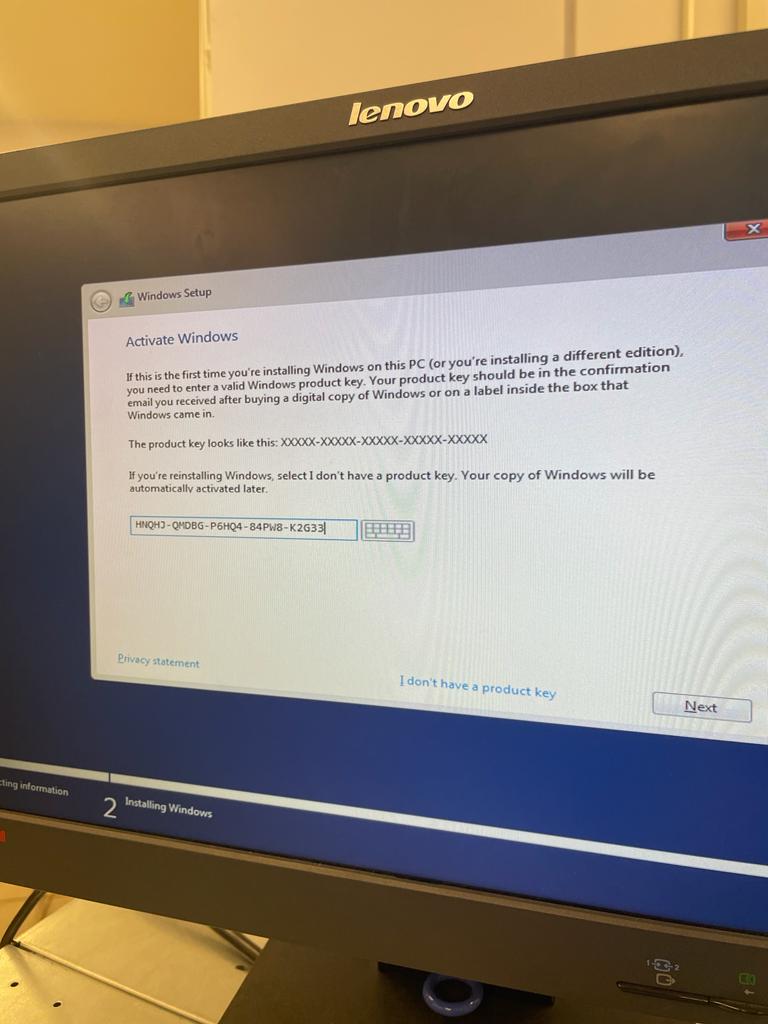 lenovo
Windows Setup
Activate Windows
If this is the first time you're installing Windows on this PC (or you're installing a different edition),
you need to enter a valid Windows product key. Your product key should be in the confirmation
email you received after buying a digital copy of Windows or on a label inside the box that
Windows came in.
The product key looks like this: XXXXX-XXXXX-XXXXX-XXXXX-XXXXX
If you're reinstalling Windows, select I don't have a product key. Your copy of Windows will be
automatically activated later.
HNQHJ-QMDBG-P6HQ4-84PW8-K2G33
Privacy statement
I don't have a product key
Next
cting information
2 Installing Windows
1 2